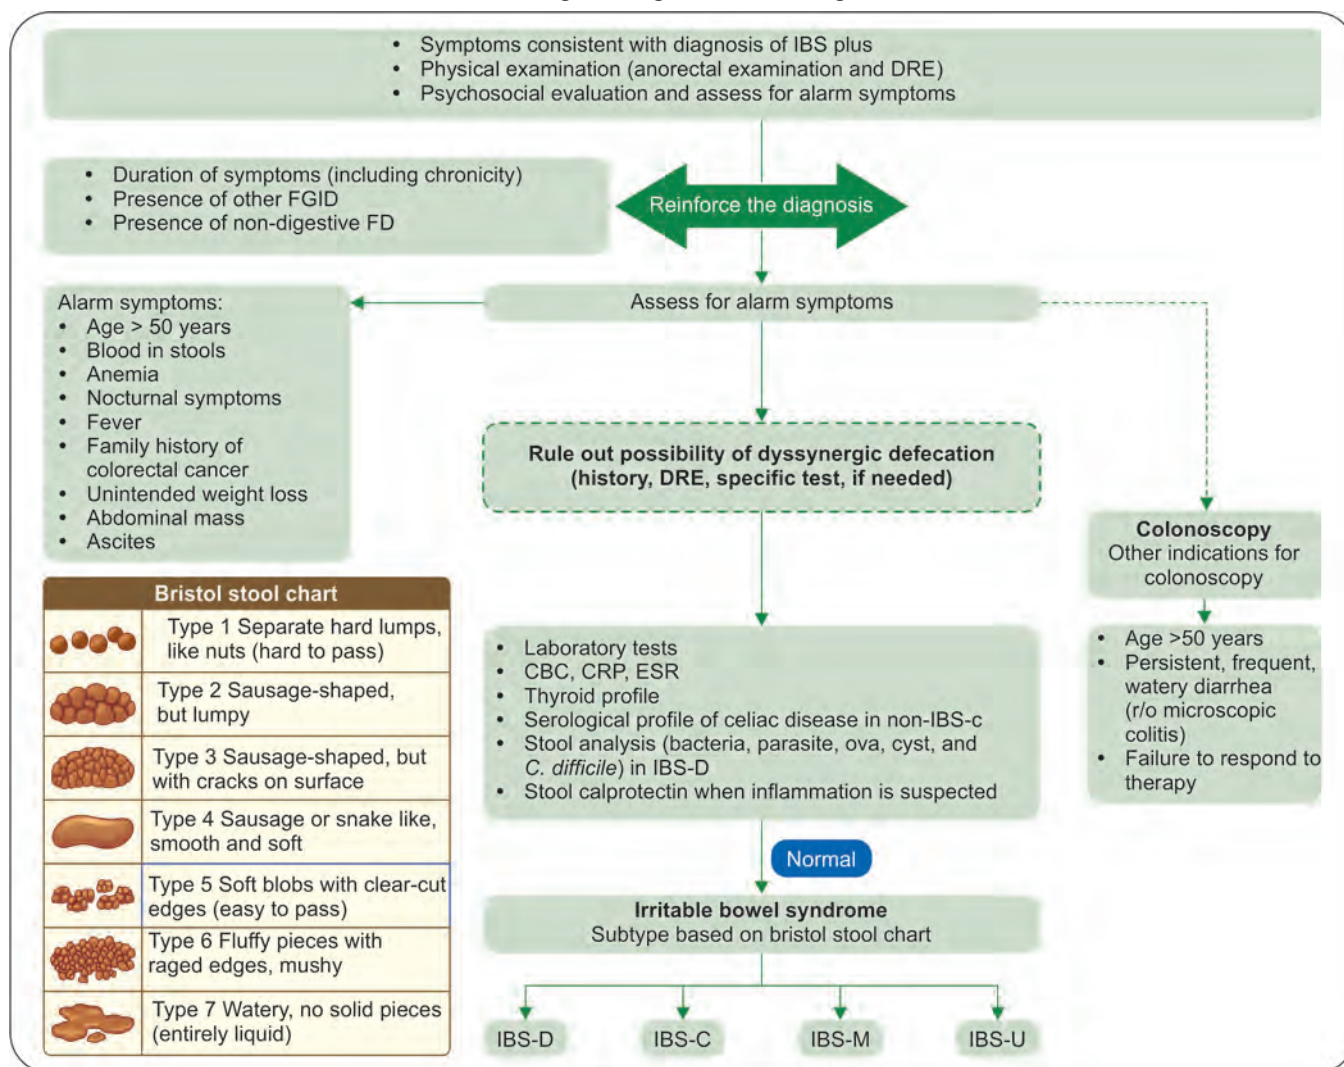 • Symptoms consistent with diagnosis of IBS plus
• Physical examination (anorectal examination and DRE)
• Psychosocial evaluation and assess for alarm symptoms
• Duration of symptoms (including chronicity)
• Presence of other FGID
• Presence of non-digestive FD
Reinforce the diagnosis
Assess for alarm symptoms
Alarm symptoms:
• Age > 50 years
• Blood in stools
• Anemia
• Nocturnal symptoms
• Fever
• Family history of
colorectal cancer
• Unintended weight loss
• Abdominal mass
• Ascites
Rule out possibility of dyssynergic defecation
(history, DRE, specific test, if needed)
Colonoscopy
Other indications for
colonoscopy
• Age >50 years
• Persistent, frequent,
watery diarrhea
(r/o microscopic
colitis)
• Failure to respond to
therapy
• Laboratory tests
• CBC, CRP, ESR
• Thyroid profile
• Serological profile of celiac disease in non-IBS-c
• Stool analysis (bacteria, parasite, ova, cyst, and
C. difficile) in IBS-D
• Stool calprotectin when inflammation is suspected
Normal
Irritable bowel syndrome
Subtype based on bristol stool chart
IBS-D
IBS-C
IBS-M
IBS-U
Bristol stool chart
Type 1 Separate hard lumps,
like nuts (hard to pass)
Type 2 Sausage-shaped,
but lumpy
Type 3 Sausage-shaped, but
with cracks on surface
Type 4 Sausage or snake like,
smooth and soft
Type 5 Soft blobs with clear-cut
edges (easy to pass)
Type 6 Fluffy pieces with
raged edges, mushy
Type 7 Watery, no solid pieces
(entirely liquid)